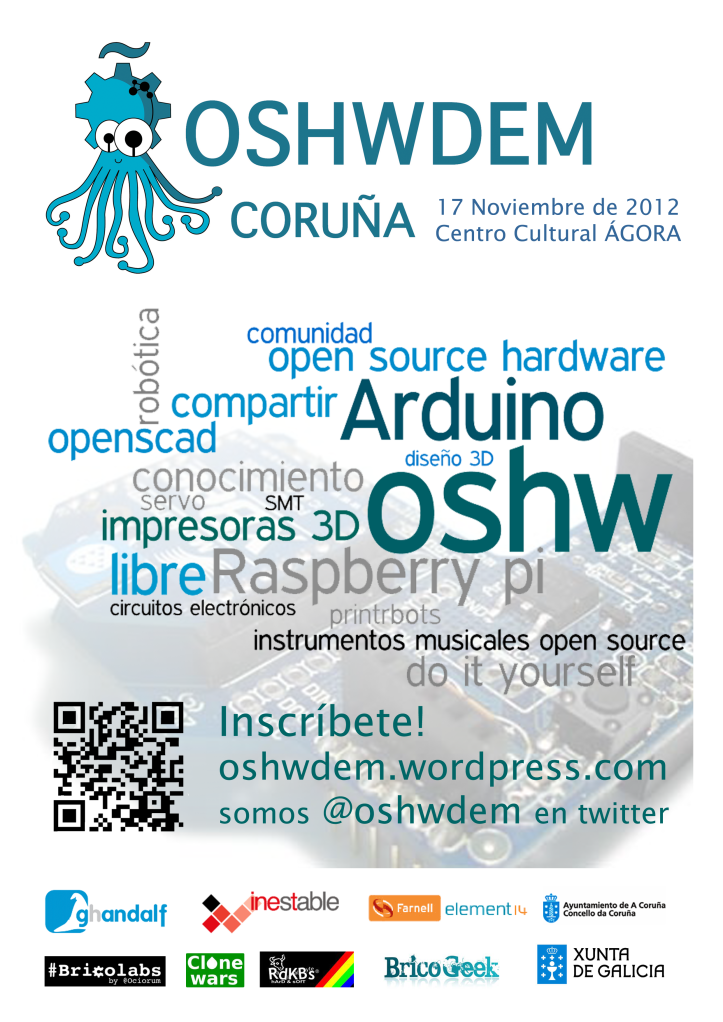 OSHWDEM
CORUÑA
17 Noviembre de 2012
Centro Cultural ÁGORA
robótica
comunidad
open source hardware
compartir
Arduino
openscad
diseño 3D
conocimiento
oshw
servo
SMT
impresoras 3D
libre
Raspberry pi
circuitos electrónicos
printrbots
instrumentos musicales open source
do it yourself
Inscríbete!
oshwdem.wordpress.com
somos @oshwdem en twitter
ghandalf
inestable
Farnell element14
Ayuntamiento de A Coruña
Concello da Coruña
#Bricolabs
by @Ociorum
Clone
wars
RdKB's
hArD & sOfT
BricoGeek
XUNTA
DE GALICIA